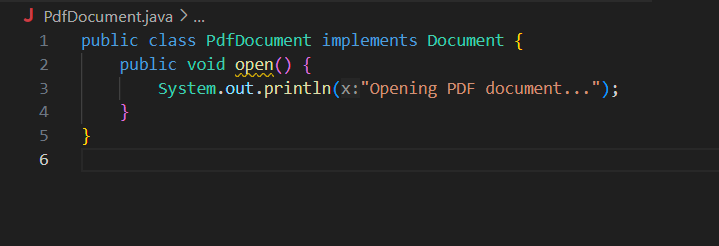 J PdfDocument.java > ...
1 public class PdfDocument implements Document {
2     public void open() {
3         System.out.println(x:"Opening PDF document...");
4     }
5 }
6